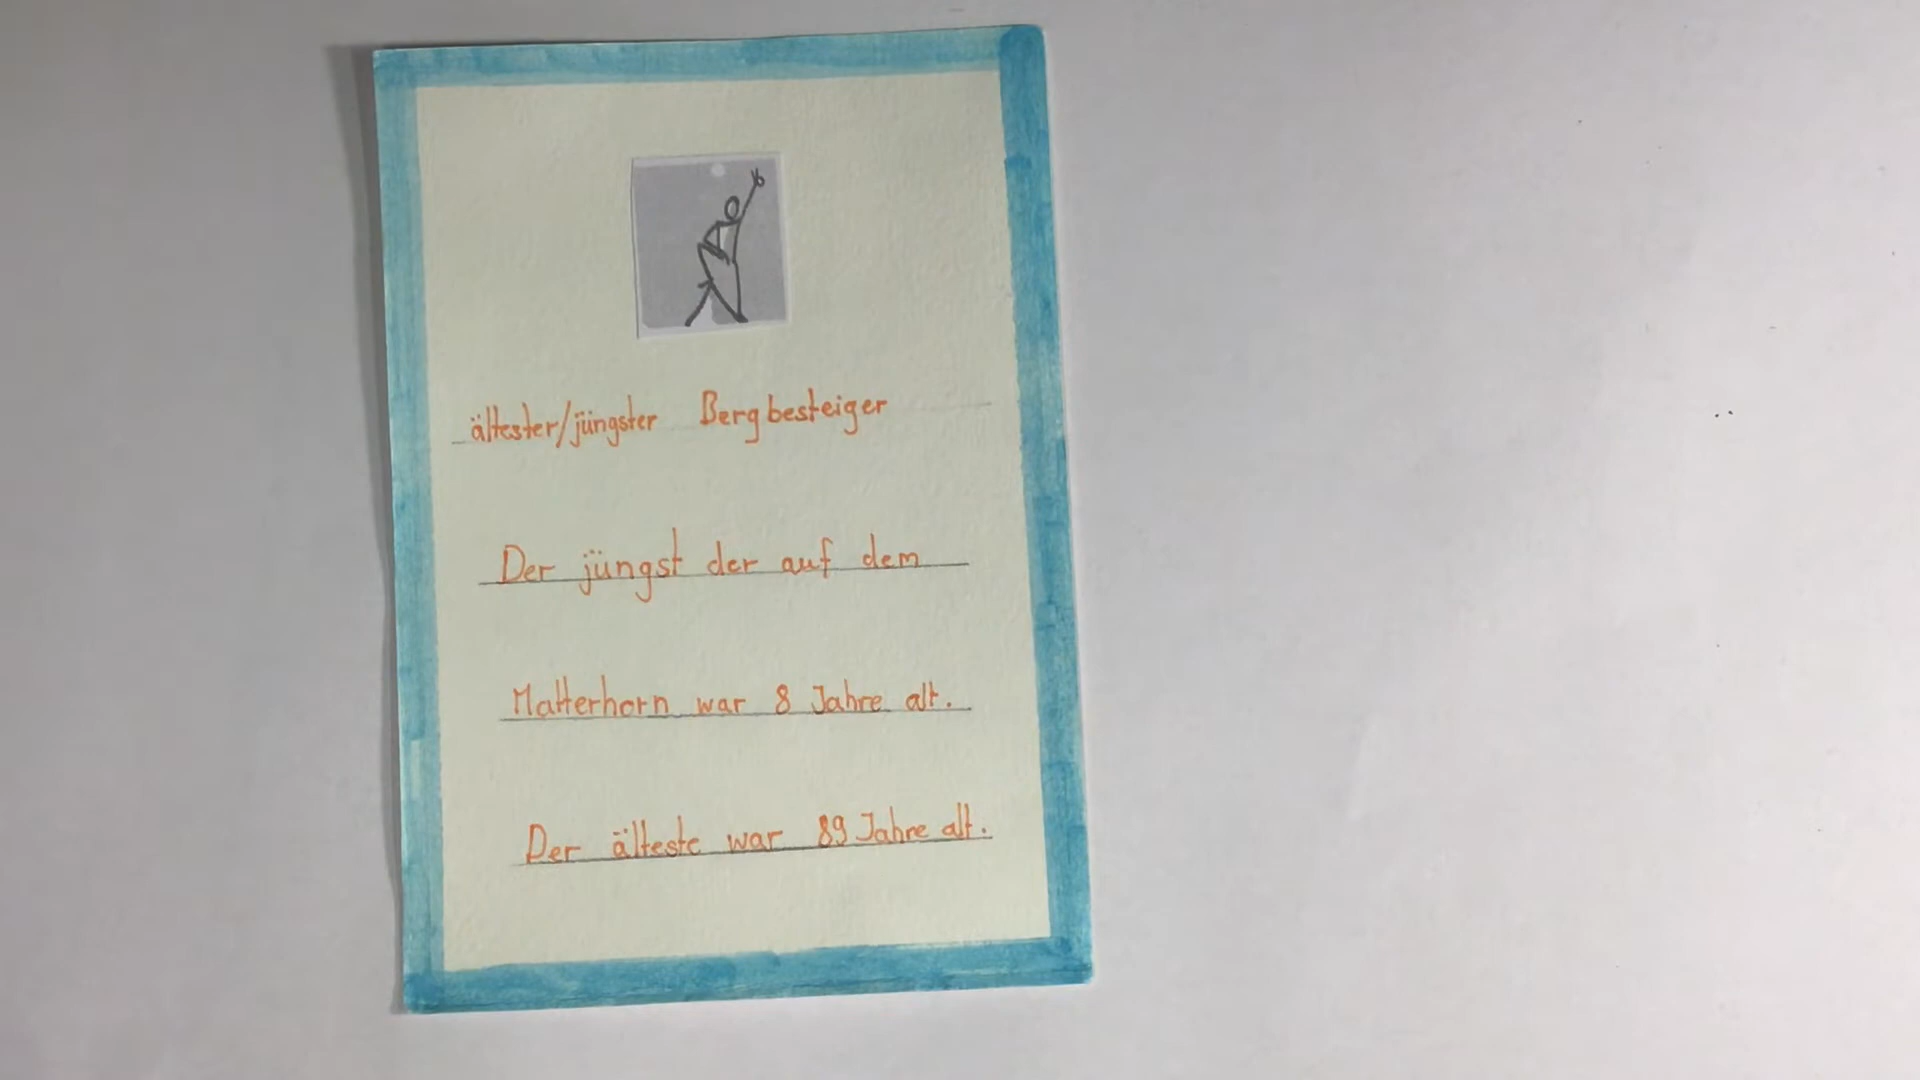 ältester/jüngster Bergbesteiger
Der jüngst der auf dem
Matterhorn war 8 Jahre alt.
Der älteste war 89 Jahre alt.